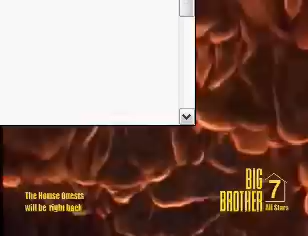 The House Guests
will be right back
BIG
BROTHER 7
All Stars